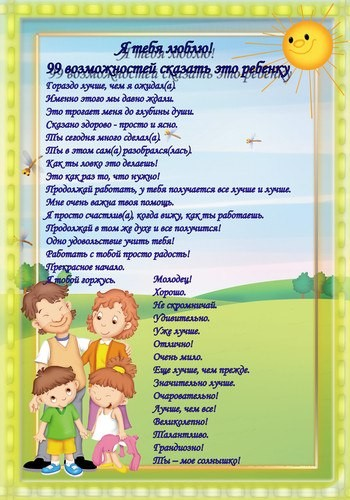 Я тебя люблю!
99 возможностей сказать это ребенку
Гораздо лучше, чем я ожидал(а).
Именно этого мы давно ждали.
Это трогает меня до глубины души.
Сказано здорово - просто и ясно.
Ты сегодня много сделал(а).
Ты в этом сам(а) разобрался(лась).
Как ты ловко это делаешь!
Это как раз то, что нужно!
Продолжай работать, у тебя получается все лучше и лучше.
Мне очень важна твоя помощь.
Я просто счастлив(а), когда вижу, как ты работаешь.
Продолжай в том же духе и все получится!
Одно удовольствие учить тебя!
Работать с тобой просто радость!
Прекрасное начало.
Я тобой горжусь.
Молодец!
Хорошо.
Не скромничай.
Удивительно.
Уже лучше.
Отлично!
Очень мило.
Еще лучше, чем прежде.
Значительно лучше.
Очаровательно!
Лучше, чем все!
Великолепно!
Талантливо.
Грандиозно!
Ты – мое солнышко!